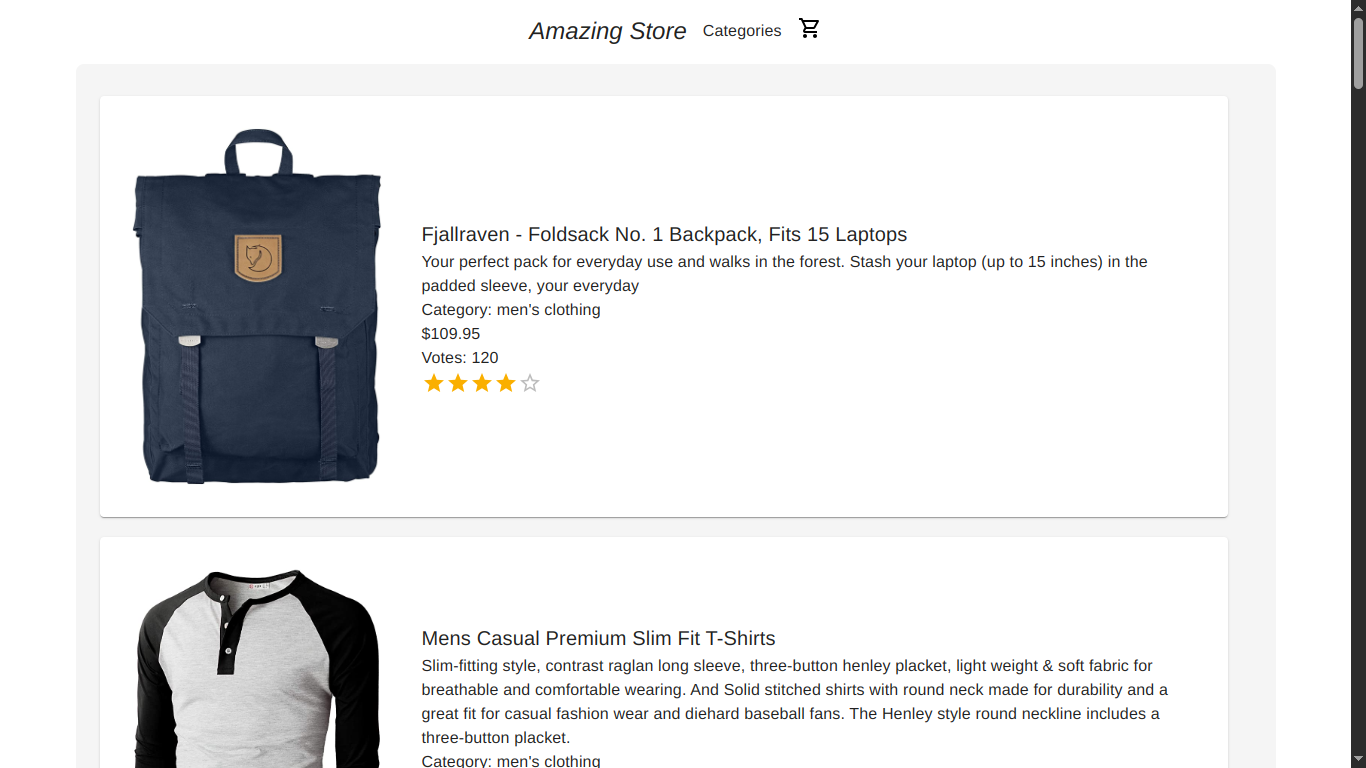 Amazing Store Categories
Fjallraven - Foldsack No. 1 Backpack, Fits 15 Laptops
Your perfect pack for everyday use and walks in the forest. Stash your laptop (up to 15 inches) in the
padded sleeve, your everyday
Category: men's clothing
$109.95
Votes: 120
Mens Casual Premium Slim Fit T-Shirts
Slim-fitting style, contrast raglan long sleeve, three-button henley placket, light weight & soft fabric for
breathable and comfortable wearing. And Solid stitched shirts with round neck made for durability and a
great fit for casual fashion wear and diehard baseball fans. The Henley style round neckline includes a
three-button placket.
Category: men's clothing